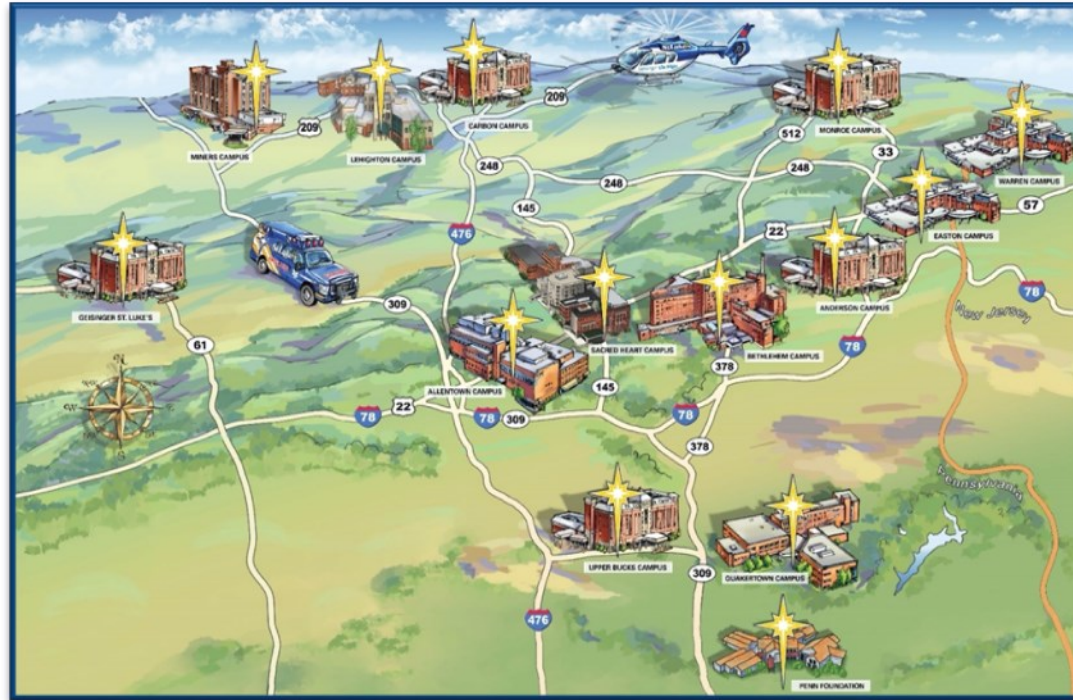 209
MINERS CAMPUS
LEHIGHTON CAMPUS
CARBON CAMPUS
209
MONROE CAMPUS
512
33
WARREN CAMPUS
248
248
248
145
57
22
EASTON CAMPUS
476
GEISINGER ST. LUKE'S
309
ANDERSON CAMPUS
78
New Jersey
61
SACRED HEART CAMPUS
BETHLEHEM CAMPUS
78
378
ALLENTOWN CAMPUS
145
N
78
22
78
309
78
378
Pennsylvania
UPPER BUCKS CAMPUS
QUAKERTOWN CAMPUS
309
476
PENN FOUNDATION